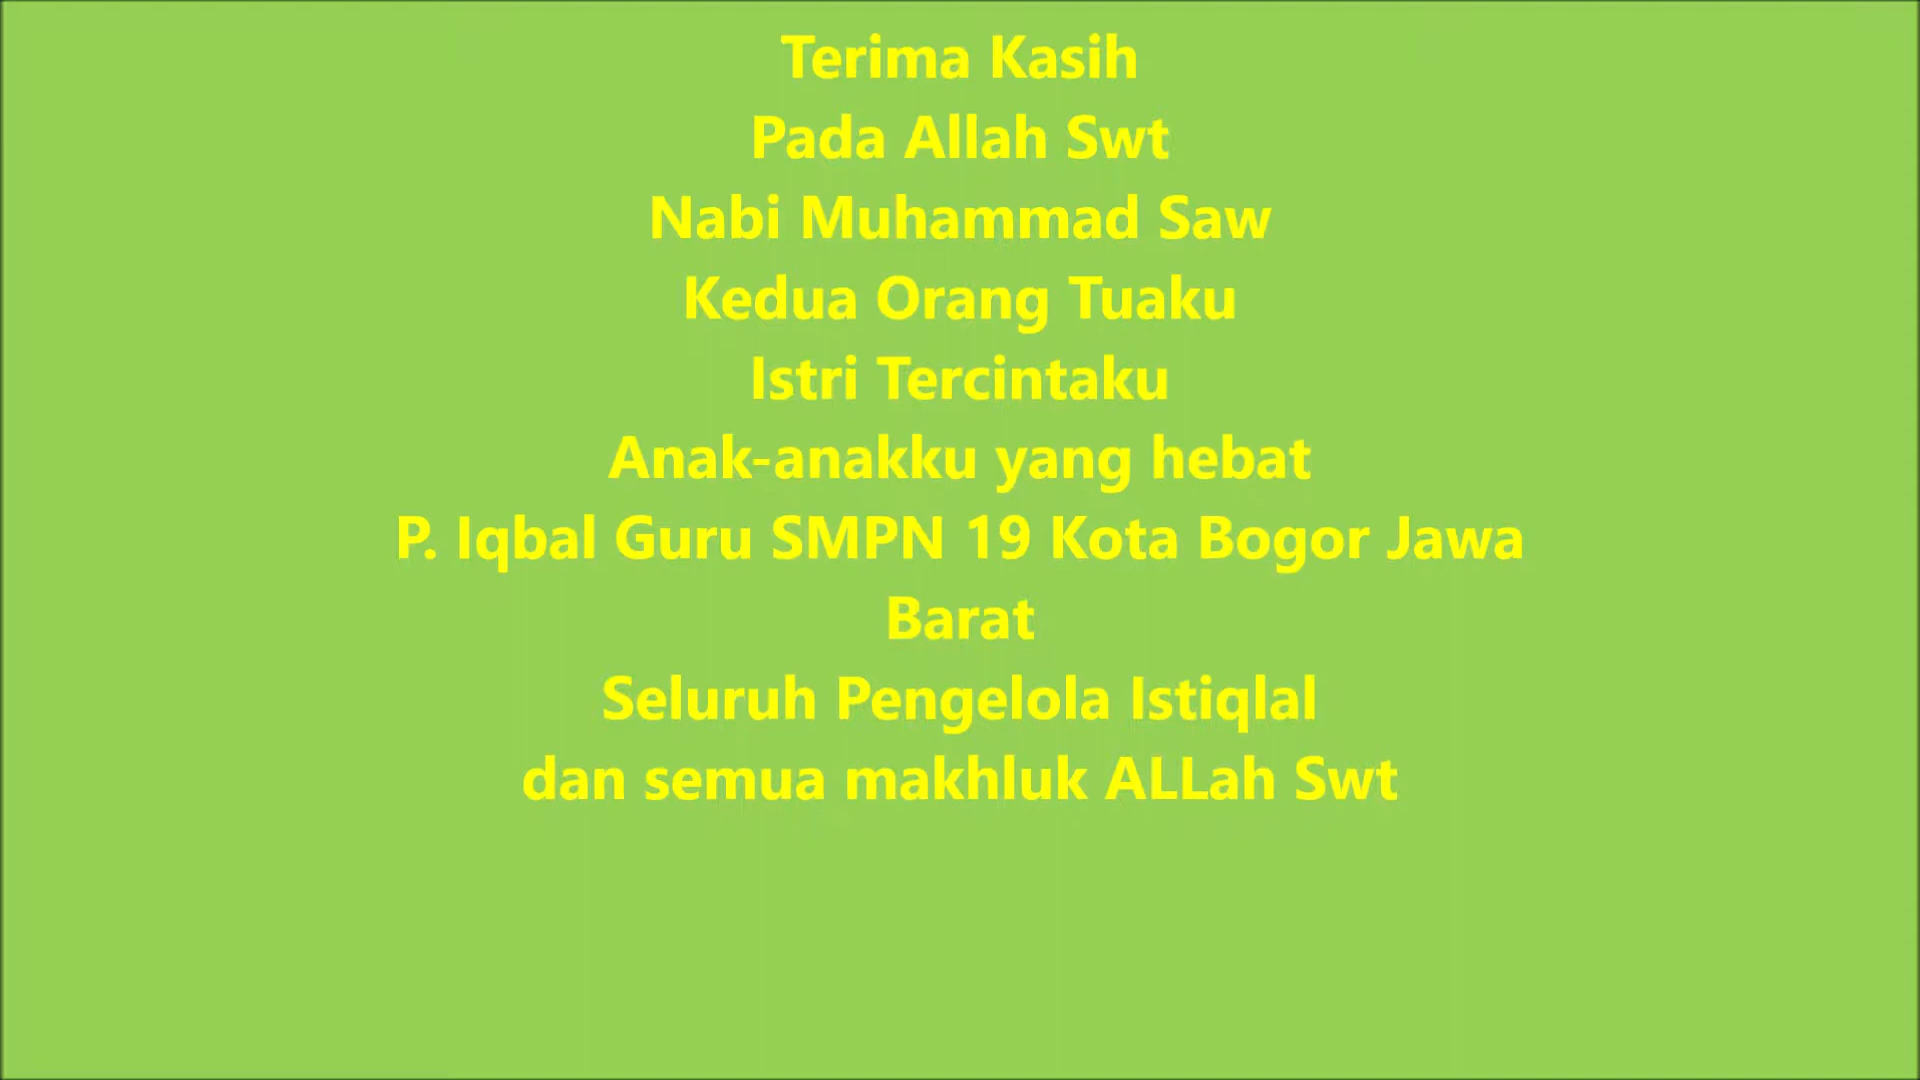 Terima Kasih
Pada Allah Swt
Nabi Muhammad Saw
Kedua Orang Tuaku
Istri Tercintaku
Anak-anakku yang hebat
P. Iqbal Guru SMPN 19 Kota Bogor Jawa
Barat
Seluruh Pengelola Istiqlal
dan semua makhluk ALLah Swt